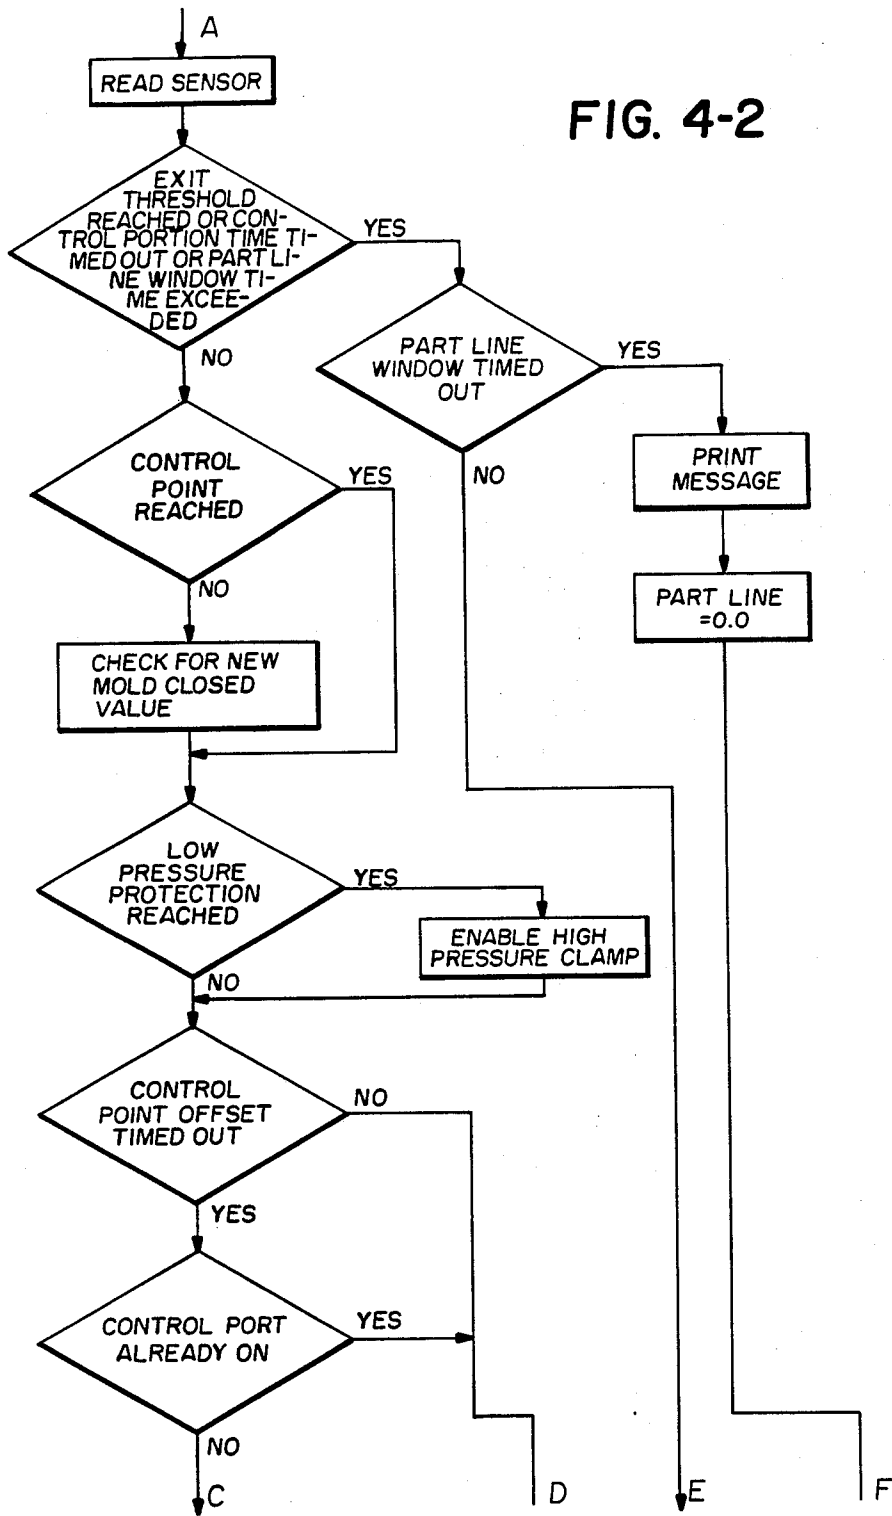 A
READ SENSOR
FIG. 4-2
EXIT
THRESHOLD
REACHED OR CON-
TROL PORTION TIME TI-
MED OUT OR PART LI-
NE WINDOW TI-
ME EXCEE-
DED
YES
NO
PART LINE
WINDOW TIMED
OUT
YES
NO
PRINT
MESSAGE
PART LINE
=0.0
CONTROL
POINT
REACHED
YES
NO
CHECK FOR NEW
MOLD CLOSED
VALUE
LOW
PRESSURE
PROTECTION
REACHED
YES
NO
ENABLE HIGH
PRESSURE CLAMP
CONTROL
POINT OFFSET
TIMED OUT
NO
YES
CONTROL PORT
ALREADY ON
YES
NO
C
D
E
F